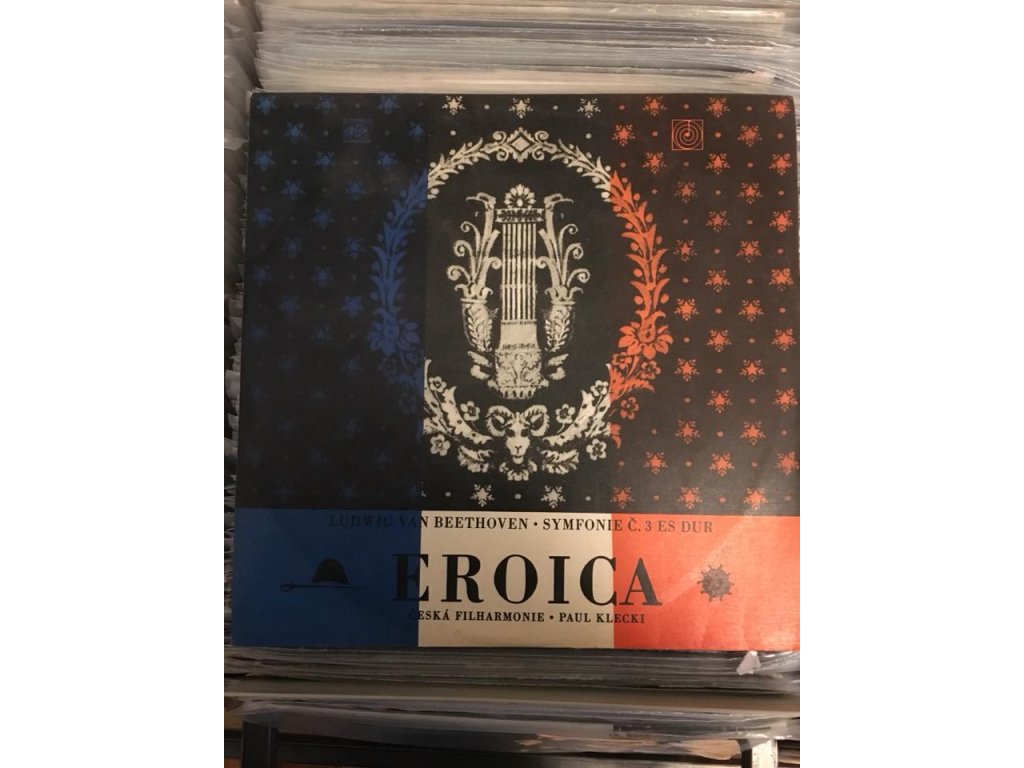 LUDWIG VAN BEETHOVEN • SYMFONIE Č. 3 ES DUR
EROICA
ČESKÁ FILHARMONIE • PAUL KLECKI